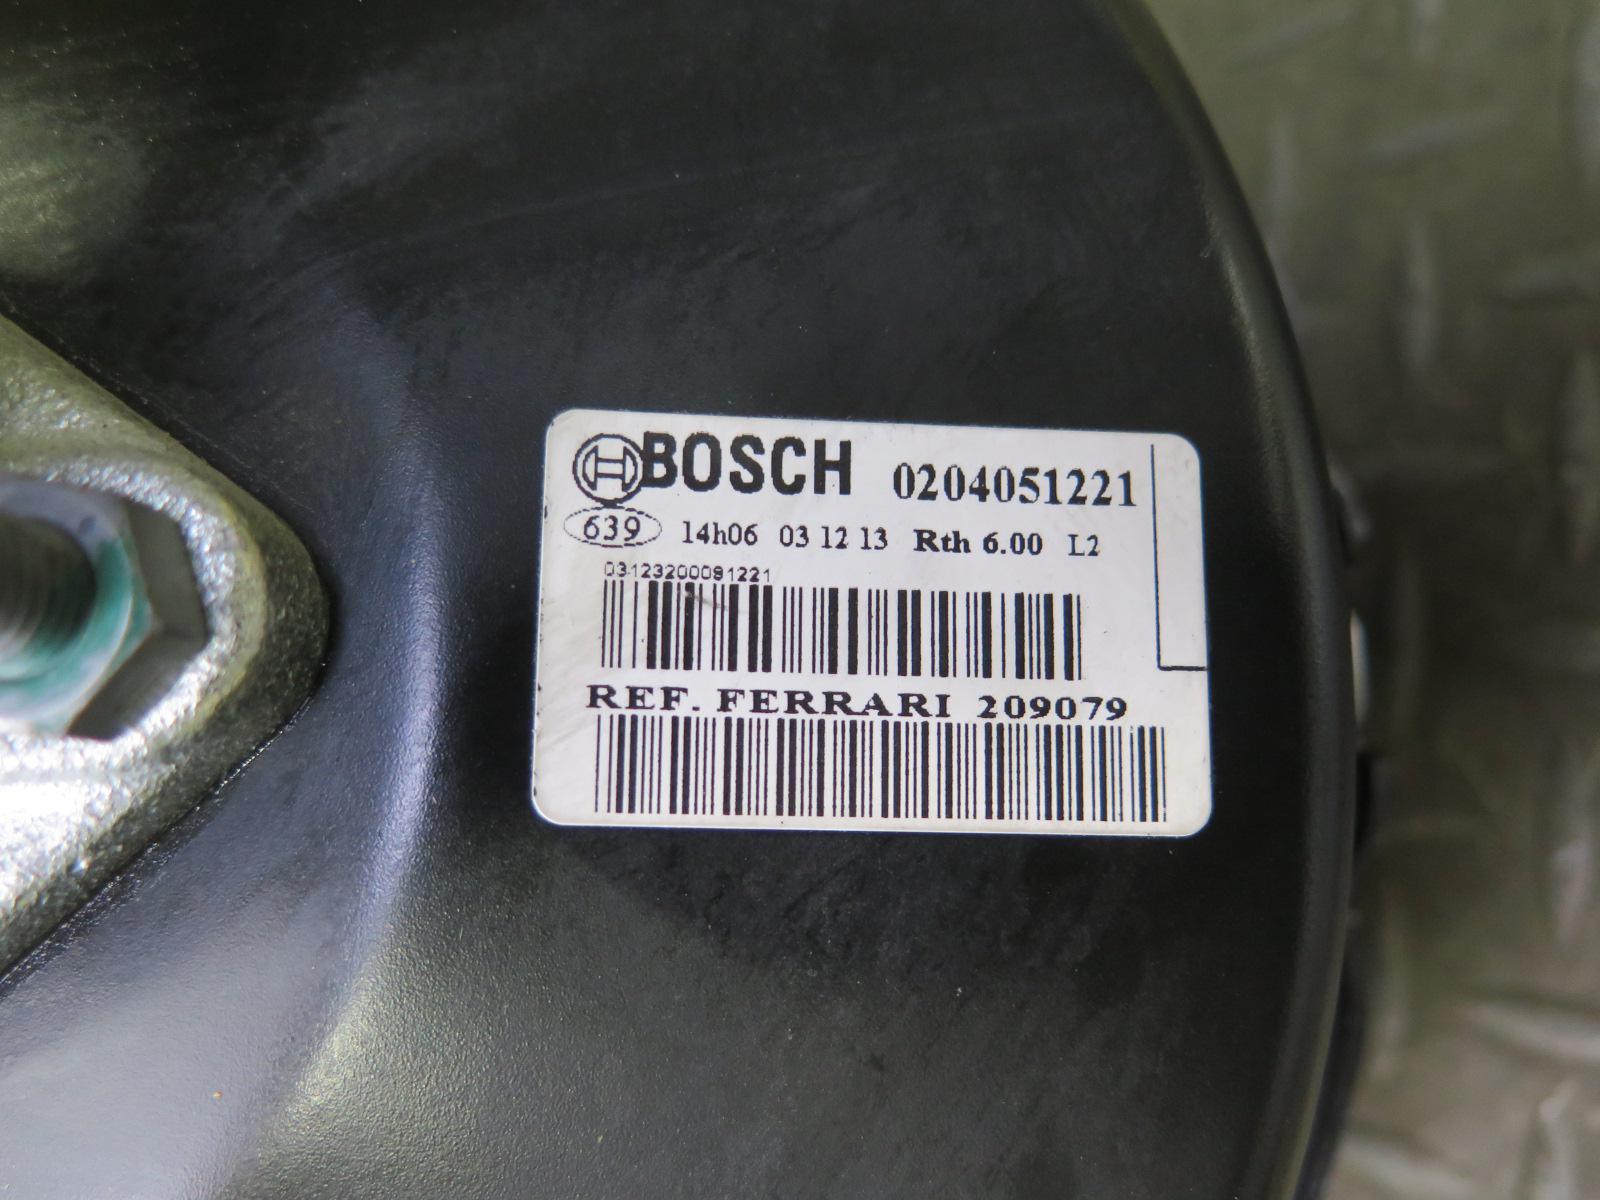 BOSCH 0204051221
639 14h06 03 12 13 Rth 6.00 L2
03123200091221
REF. FERRARI 209079